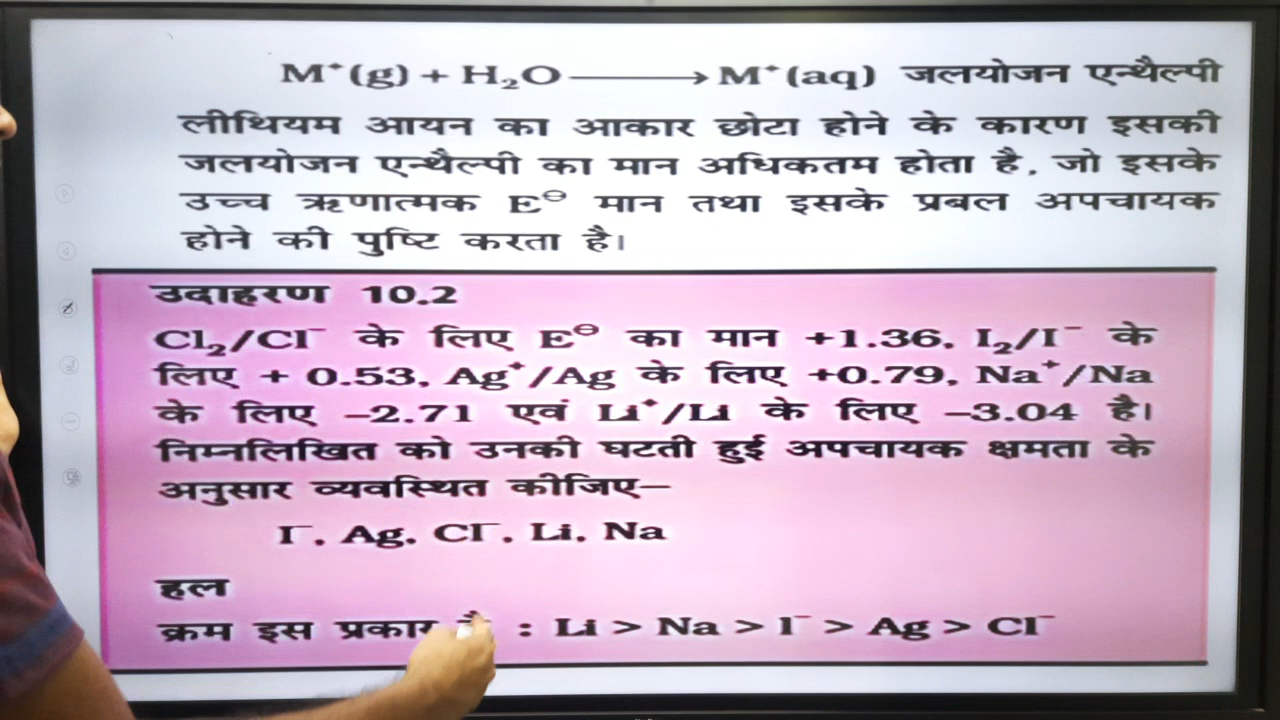 M⁺(g) + H₂O ⟶ M⁺(aq) जलयोजन एन्थैल्पी
लीथियम आयन का आकार छोटा होने के कारण इसकी
जलयोजन एन्थैल्पी का मान अधिकतम होता है, जो इसके
उच्च ऋणात्मक E⊖ मान तथा इसके प्रबल अपचायक
होने की पुष्टि करता है।
उदाहरण 10.2
Cl₂/Cl⁻ के लिए E⊖ का मान +1.36, I₂/I⁻ के
लिए + 0.53, Ag⁺/Ag के लिए +0.79, Na⁺/Na
के लिए –2.71 एवं Li⁺/Li के लिए –3.04 है।
निम्नलिखित को उनकी घटती हुई अपचायक क्षमता के
अनुसार व्यवस्थित कीजिए–
I⁻, Ag, Cl⁻, Li, Na
हल
क्रम इस प्रकार है : Li > Na > I⁻ > Ag > Cl⁻